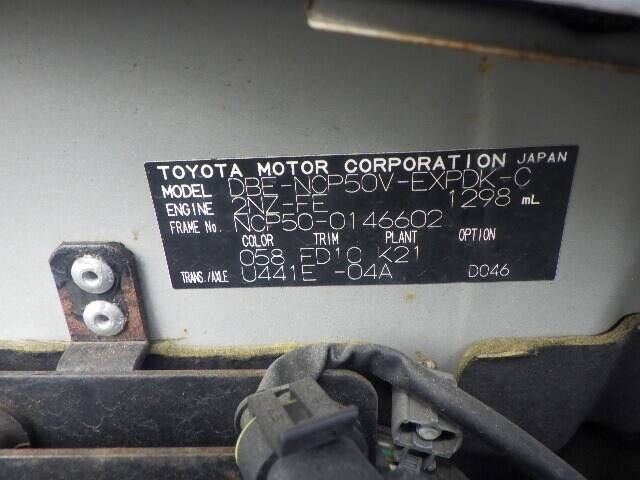 TOYOTA MOTOR CORPORATION JAPAN
MODEL DBE-NCP50V-EXPDK-C
ENGINE 2NZ-FE 1298 mL
FRAME No. NCP50-0146602
COLOR TRIM PLANT OPTION
058 FD10 K21
TRANS./AXLE U441E -04A D046